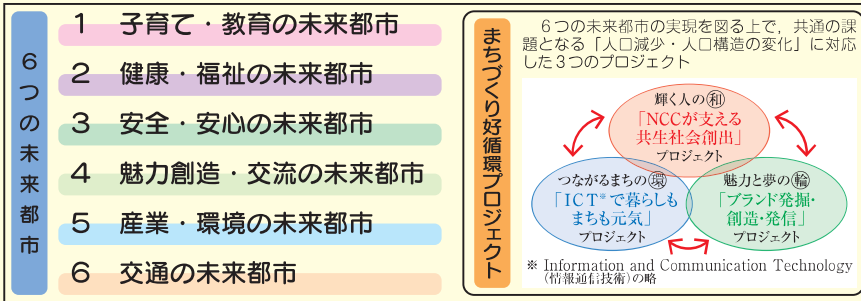 6つの未来都市
1 子育て・教育の未来都市
2 健康・福祉の未来都市
3 安全・安心の未来都市
4 魅力創造・交流の未来都市
5 産業・環境の未来都市
6 交通の未来都市
まちづくり好循環プロジェクト
6つの未来都市の実現を図る上で，共通の課
題となる「人口減少・人口構造の変化」に対応
した3つのプロジェクト
輝く人の㊥和
「NCCが支える
共生社会創出」
プロジェクト
つながるまちの環
「ICT※で暮らしも
まちも元気」
プロジェクト
魅力と夢の輪
「ブランド発掘・
創造・発信」
プロジェクト
※ Information and Communication Technology
(情報通信技術)の略